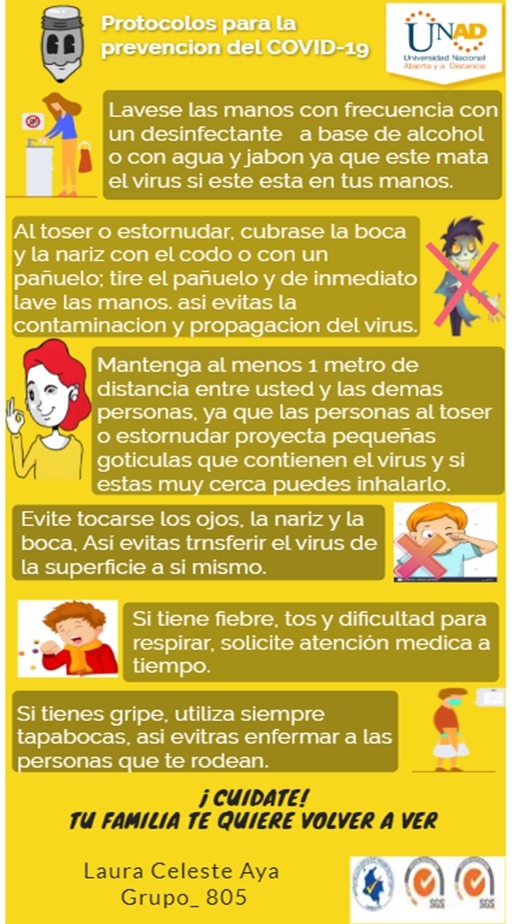 Protocolos para la
prevencion del COVID-19
UNAD
Universidad Nacional
Abierta y a Distancia
Lavese las manos con frecuencia con
un desinfectante a base de alcohol
o con agua y jabon ya que este mata
el virus si este esta en tus manos.
Al toser o estornudar, cubrase la boca
y la nariz con el codo o con un
pañuelo; tire el pañuelo y de inmediato
lave las manos. asi evitas la
contaminacion y propagacion del virus.
Mantenga al menos 1 metro de
distancia entre usted y las demas
personas, ya que las personas al toser
o estornudar proyecta pequeñas
goticulas que contienen el virus y si
estas muy cerca puedes inhalarlo.
Evite tocarse los ojos, la nariz y la
boca, Así evitas trnsferir el virus de
la superficie a si mismo.
Si tiene fiebre, tos y dificultad para
respirar, solicite atención medica a
tiempo.
Si tienes gripe, utiliza siempre
tapabocas, asi evitras enfermar a las
personas que te rodean.
¡ CUIDATE!
TU FAMILIA TE QUIERE VOLVER A VER
Laura Celeste Aya
Grupo_ 805
SGS
SGS